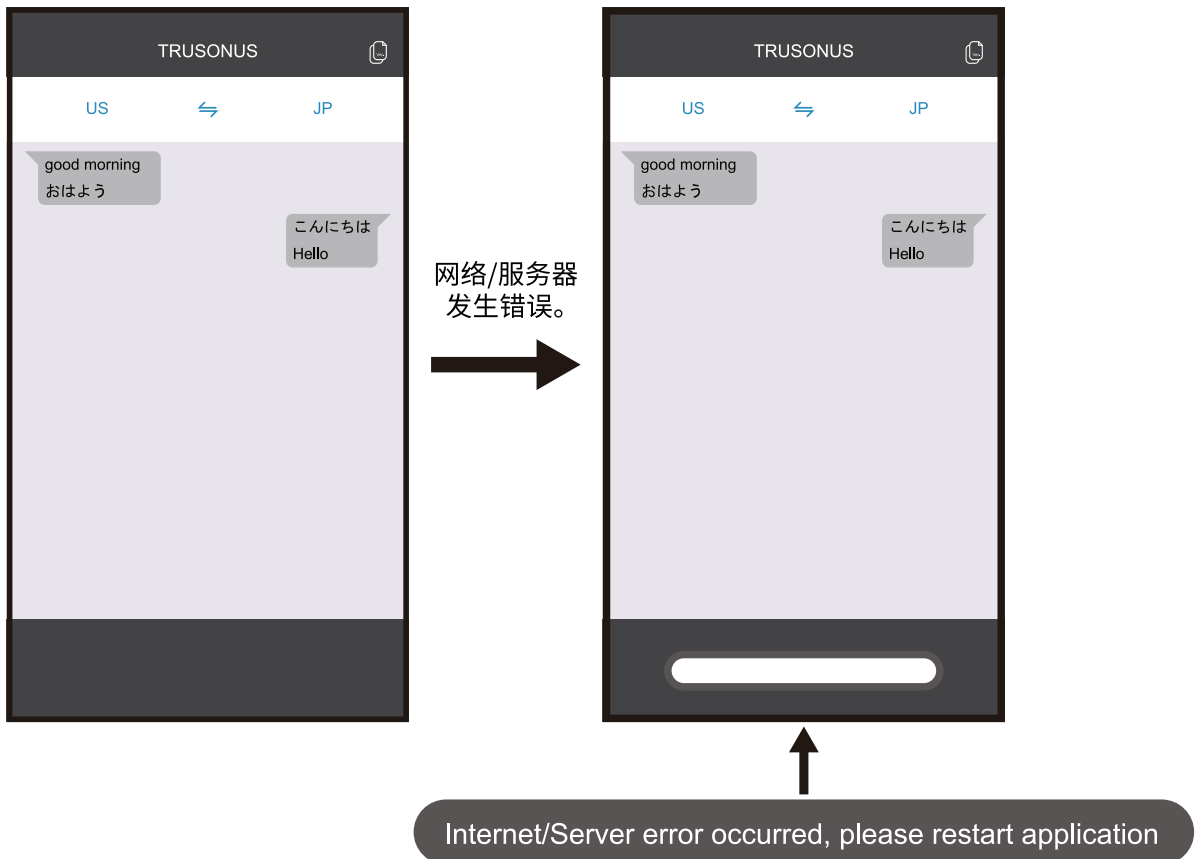 TRUSONUS
US ⇋ JP
good morning
おはよう
こんにちは
Hello
网络/服务器
发生错误。
TRUSONUS
US ⇋ JP
good morning
おはよう
こんにちは
Hello
Internet/Server error occurred, please restart application